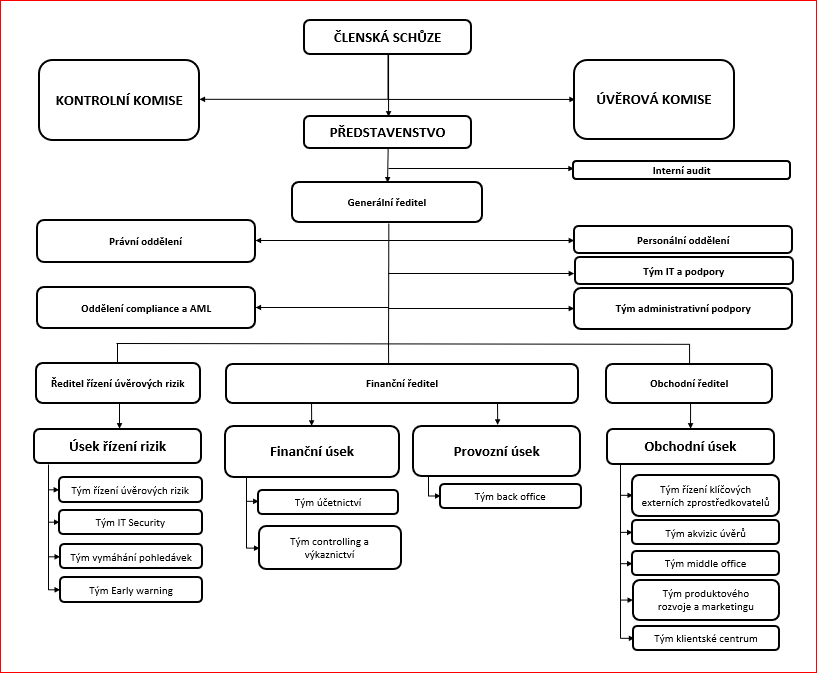 ČLENSKÁ SCHŮZE
KONTROLNÍ KOMISE
ÚVĚROVÁ KOMISE
PŘEDSTAVENSTVO
Interní audit
Generální ředitel
Právní oddělení
Personální oddělení
Tým IT a podpory
Oddělení compliance a AML
Tým administrativní podpory
Ředitel řízení úvěrových rizik
Finanční ředitel
Obchodní ředitel
Úsek řízení rizik
Finanční úsek
Provozní úsek
Obchodní úsek
Tým řízení úvěrových rizik
Tým IT Security
Tým vymáhání pohledávek
Tým Early warning
Tým účetnictví
Tým controlling a
výkaznictví
Tým back office
Tým řízení klíčových
externích zprostředkovatelů
Tým akvizic úvěrů
Tým middle office
Tým produktového
rozvoje a marketingu
Tým klientské centrum